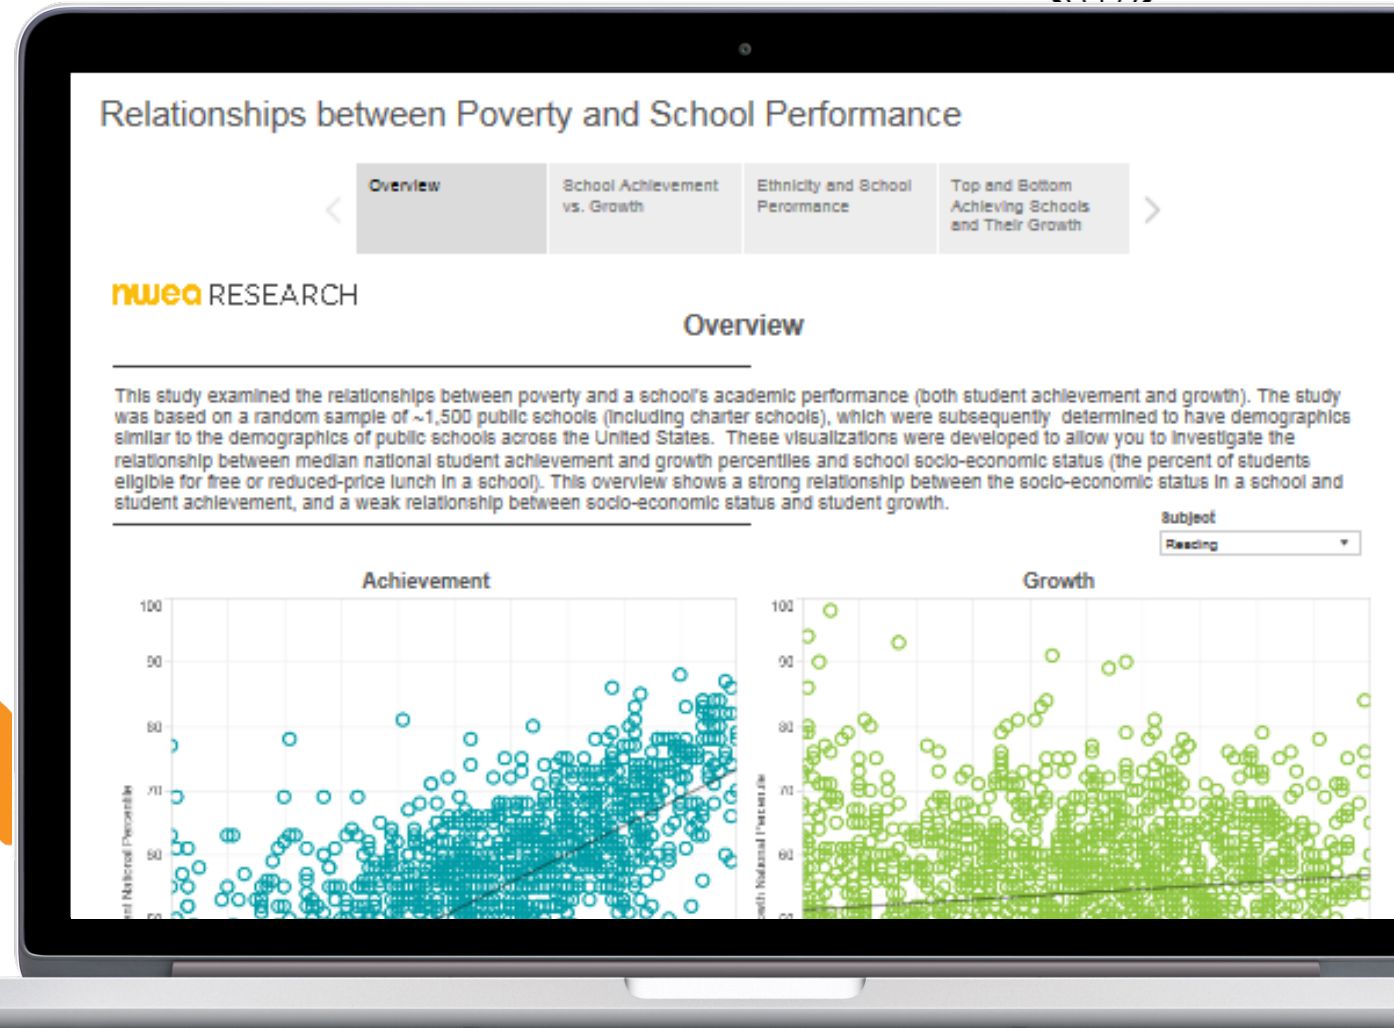 Relationships between Poverty and School Performance
Overview
School Achievement
vs. Growth
Ethnicity and School
Perormance
Top and Bottom
Achieving Schools
and Their Growth
nwea RESEARCH
Overview
This study examined the relationships between poverty and a school's academic performance (both student achievement and growth). The study
was based on a random sample of ~1,500 public schools (including charter schools), which were subsequently determined to have demographics
similar to the demographics of public schools across the United States. These visualizations were developed to allow you to investigate the
relationship between median national student achievement and growth percentiles and school socio-economic status (the percent of students
eligible for free or reduced-price lunch in a school). This overview shows a strong relationship between the socio-economic status in a school and
student achievement, and a weak relationship between socio-economic status and student growth.
Subject
Reading
Achievement
100
90
80
70
60
50
National Percentile
Growth
100
90
80
70
60
50
National Percentile